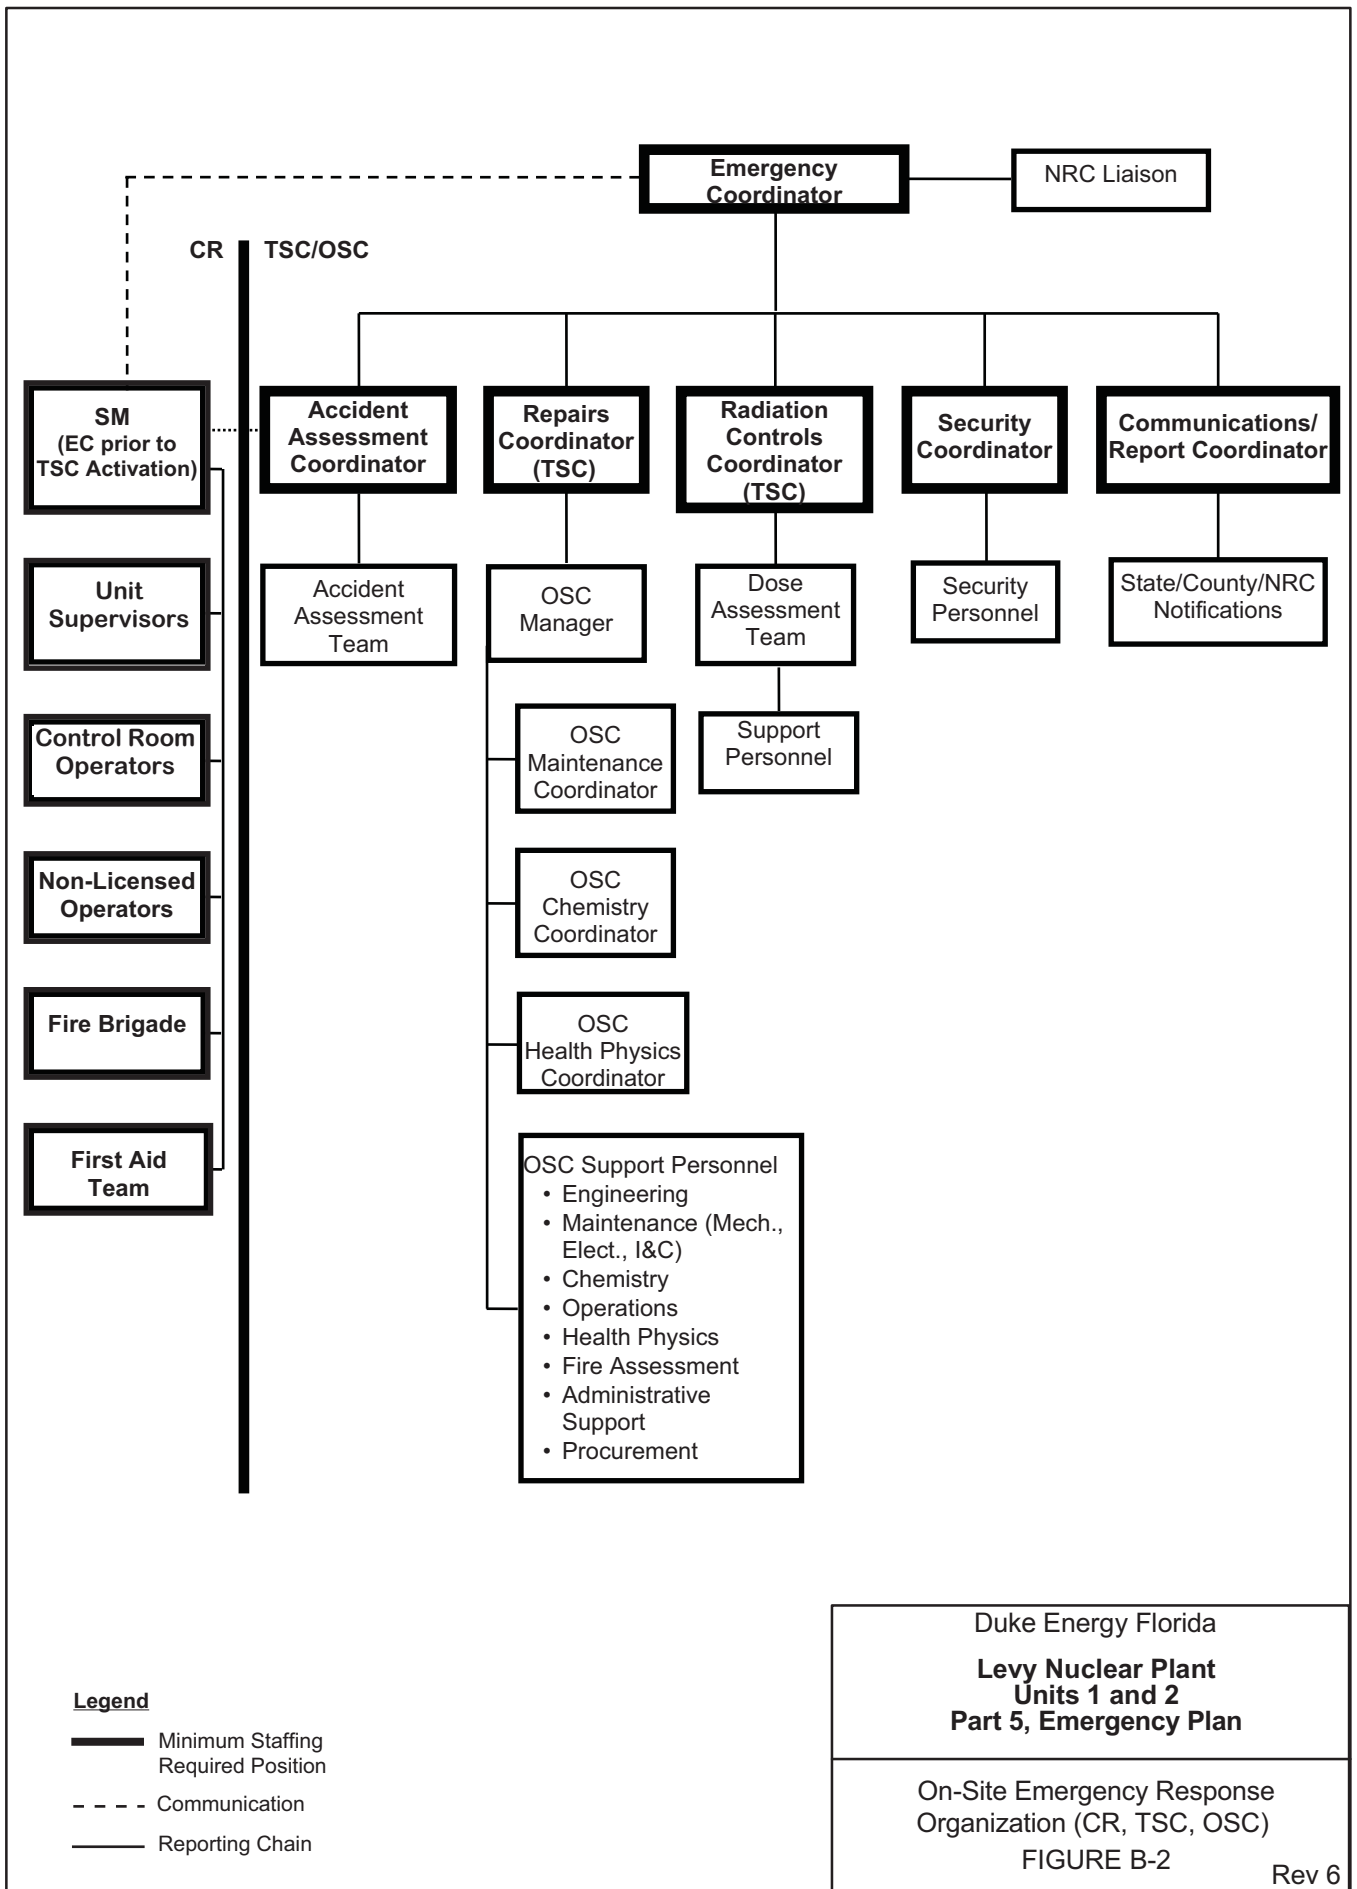 Emergency
Coordinator
NRC Liaison
CR
TSC/OSC
SM
(EC prior to
TSC Activation)
Accident
Assessment
Coordinator
Repairs
Coordinator
(TSC)
Radiation
Controls
Coordinator
(TSC)
Security
Coordinator
Communications/
Report Coordinator
Unit
Supervisors
Accident
Assessment
Team
OSC
Manager
Dose
Assessment
Team
Security
Personnel
State/County/NRC
Notifications
Control Room
Operators
OSC
Maintenance
Coordinator
Support
Personnel
Non-Licensed
Operators
OSC
Chemistry
Coordinator
Fire Brigade
OSC
Health Physics
Coordinator
First Aid
Team
OSC Support Personnel
• Engineering
• Maintenance (Mech.,
Elect., I&C)
• Chemistry
• Operations
• Health Physics
• Fire Assessment
• Administrative
Support
• Procurement
Legend
Minimum Staffing
Required Position
Communication
Reporting Chain
Duke Energy Florida
Levy Nuclear Plant
Units 1 and 2
Part 5, Emergency Plan
On-Site Emergency Response
Organization (CR, TSC, OSC)
FIGURE B-2
Rev 6